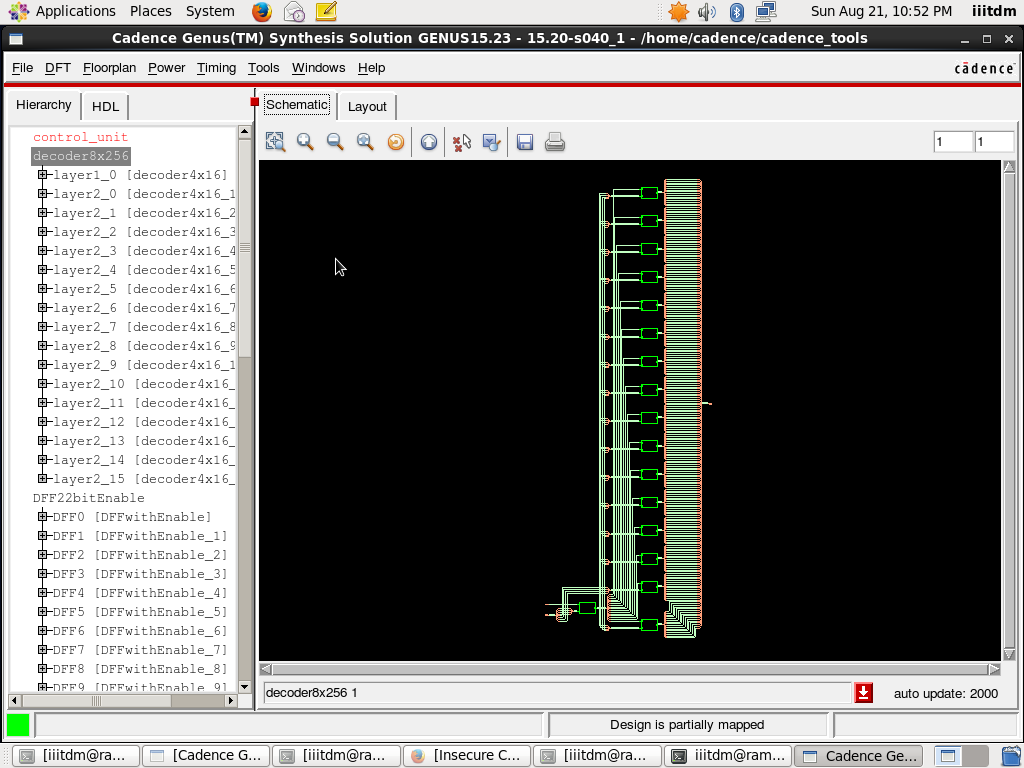 Applications Places System Sun Aug 21, 10:52 PM iiitdm
Cadence Genus(TM) Synthesis Solution GENUS15.23 - 15.20-s040_1 - /home/cadence/cadence_tools
File DFT Floorplan Power Timing Tools Windows Help cādence
Hierarchy HDL Schematic Layout
1 1
control_unit
decoder8x256
layer1_0 [decoder4x16]
layer2_0 [decoder4x16_1
layer2_1 [decoder4x16_2
layer2_2 [decoder4x16_3
layer2_3 [decoder4x16_4
layer2_4 [decoder4x16_5
layer2_5 [decoder4x16_6
layer2_6 [decoder4x16_7
layer2_7 [decoder4x16_8
layer2_8 [decoder4x16_9
layer2_9 [decoder4x16_1
layer2_10 [decoder4x16_
layer2_11 [decoder4x16_
layer2_12 [decoder4x16_
layer2_13 [decoder4x16_
layer2_14 [decoder4x16_
layer2_15 [decoder4x16_
DFF22bitEnable
DFF0 [DFFwithEnable]
DFF1 [DFFwithEnable_1]
DFF2 [DFFwithEnable_2]
DFF3 [DFFwithEnable_3]
DFF4 [DFFwithEnable_4]
DFF5 [DFFwithEnable_5]
DFF6 [DFFwithEnable_6]
DFF7 [DFFwithEnable_7]
DFF8 [DFFwithEnable_8]
DFF9 [DFFwithEnable_9]
decoder8x256 1 auto update: 2000
Design is partially mapped
[iiitdm@ra... [Cadence G... [iiitdm@ra... [Insecure C... [iiitdm@ra... iiitdm@ram... Cadence Ge...